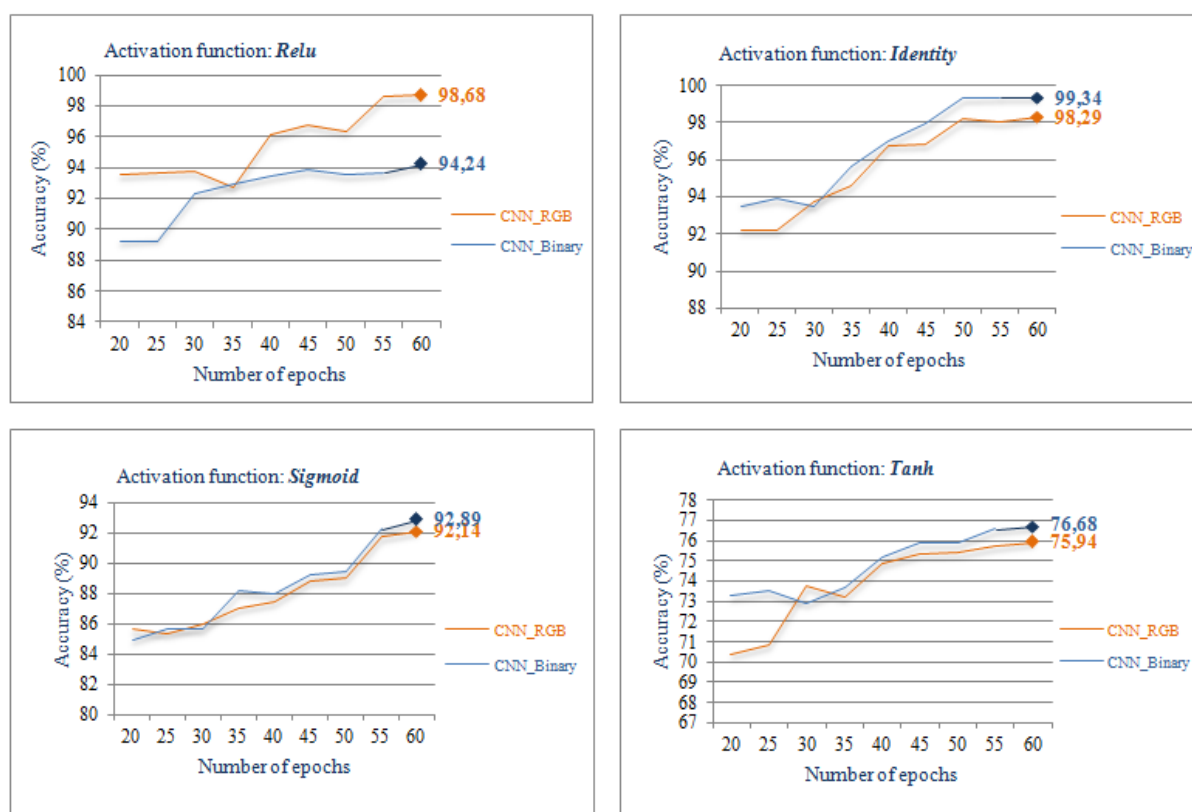 Activation function: Relu
100
98
96
94
92
90
88
86
84
Accuracy (%)
98,68
94,24
CNN_RGB
CNN_Binary
20 25 30 35 40 45 50 55 60
Number of epochs
Activation function: Identity
100
98
96
94
92
90
88
Accuracy (%)
99,34
98,29
CNN_RGB
CNN_Binary
20 25 30 35 40 45 50 55 60
Number of epochs
Activation function: Sigmoid
94
92
90
88
86
84
82
80
Accuracy (%)
92,89
92,14
CNN_RGB
CNN_Binary
20 25 30 35 40 45 50 55 60
Number of epochs
Activation function: Tanh
78
77
76
75
74
73
72
71
70
69
68
67
Accuracy (%)
76,68
75,94
CNN_RGB
CNN_Binary
20 25 30 35 40 45 50 55 60
Number of epochs